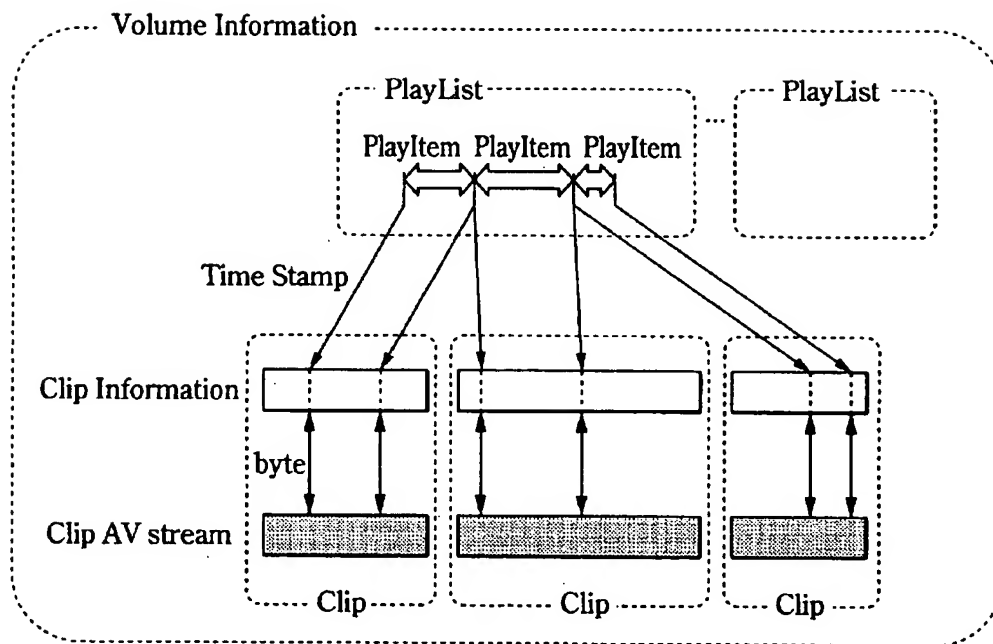 Volume Information
PlayList
PlayList
...
PlayItem PlayItem PlayItem
Time Stamp
Clip Information
byte
Clip AV stream
Clip
Clip
Clip